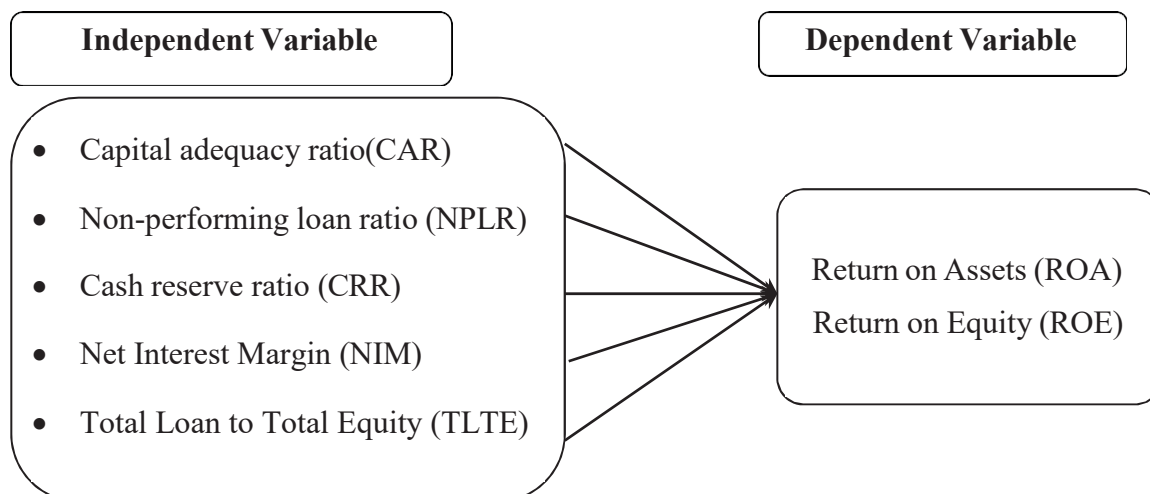 Independent Variable
Dependent Variable
• Capital adequacy ratio(CAR)
• Non-performing loan ratio (NPLR)
• Cash reserve ratio (CRR)
• Net Interest Margin (NIM)
• Total Loan to Total Equity (TLTE)
Return on Assets (ROA)
Return on Equity (ROE)